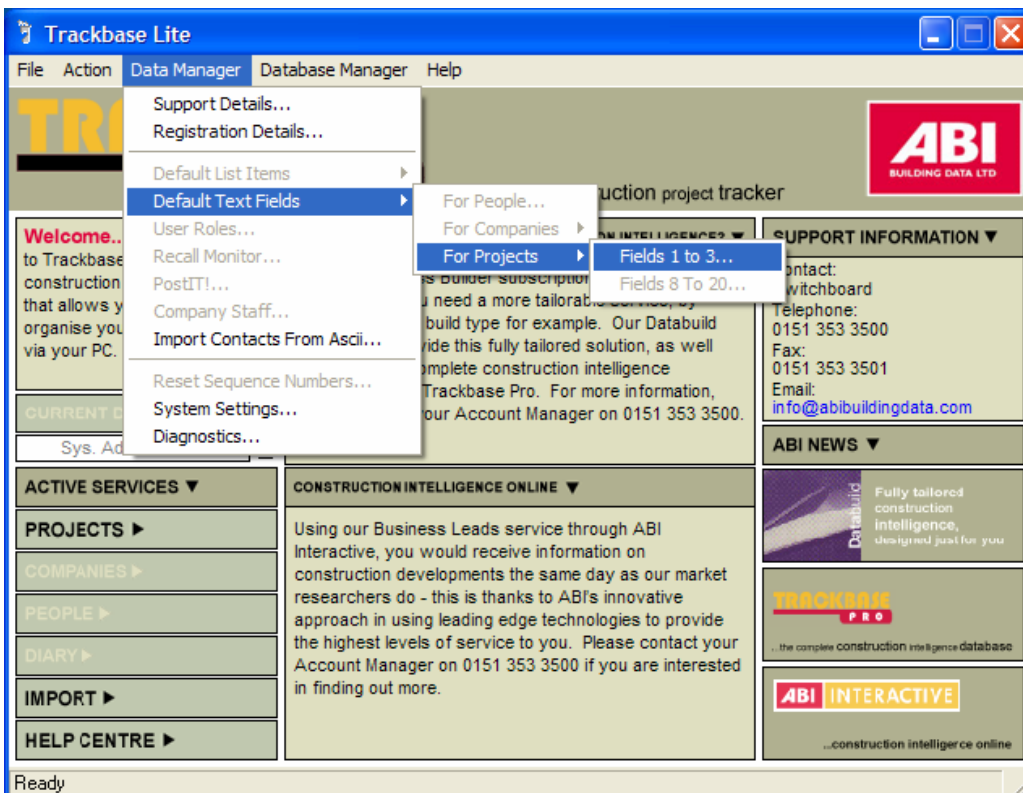 Trackbase Lite
File Action Data Manager Database Manager Help
Support Details...
Registration Details...
Default List Items
Default Text Fields
User Roles...
Recall Monitor...
PostIT!...
Company Staff...
Import Contacts From Ascii...
Reset Sequence Numbers...
System Settings...
Diagnostics...
For People...
For Companies
For Projects
Fields 1 to 3...
Fields 8 To 20...
TR
ABI
BUILDING DATA LTD
uction project tracker
Welcome..
to Trackbase
construction
that allows y
organise you
via your PC.
CURRENT D
Sys. Ad
ON INTELLIGENCE? ▼
ss Builder subscription
u need a more tailorable service, by
build type for example. Our Databuild
vide this fully tailored solution, as well
omplete construction intelligence
Trackbase Pro. For more information,
our Account Manager on 0151 353 3500.
SUPPORT INFORMATION ▼
ontact:
witchboard
Telephone:
0151 353 3500
Fax:
0151 353 3501
Email:
info@abibuildingdata.com
ABI NEWS ▼
ACTIVE SERVICES ▼
PROJECTS ▶
COMPANIES ▶
PEOPLE ▶
DIARY ▶
IMPORT ▶
HELP CENTRE ▶
CONSTRUCTION INTELLIGENCE ONLINE ▼
Using our Business Leads service through ABI
Interactive, you would receive information on
construction developments the same day as our market
researchers do - this is thanks to ABI's innovative
approach in using leading edge technologies to provide
the highest levels of service to you. Please contact your
Account Manager on 0151 353 3500 if you are interested
in finding out more.
Databuild
Fully tailored
construction
intelligence,
designed just for you
TRACKBASE
PRO
...the complete construction intelligence database
ABI INTERACTIVE
...construction intelligence online
Ready